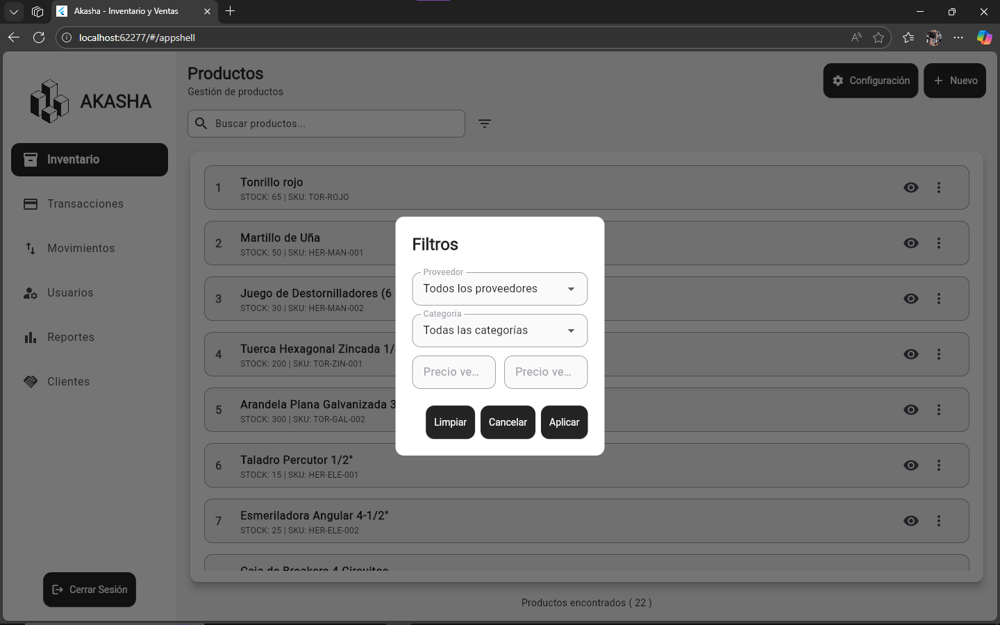 Akasha - Inventario y Ventas
localhost:62277/#/appshell
AKASHA
Inventario
Transacciones
Movimientos
Usuarios
Reportes
Clientes
Cerrar Sesión
Productos
Gestión de productos
Configuración
Nuevo
Buscar productos...
1
Tonrillo rojo
STOCK: 65 | SKU: TOR-ROJO
2
Martillo de Uña
STOCK: 50 | SKU: HER-MAN-001
3
Juego de Destornilladores (6
STOCK: 30 | SKU: HER-MAN-002
4
Tuerca Hexagonal Zincada 1/
STOCK: 200 | SKU: TOR-ZIN-001
5
Arandela Plana Galvanizada 3
STOCK: 300 | SKU: TOR-GAL-002
6
Taladro Percutor 1/2"
STOCK: 15 | SKU: HER-ELE-001
7
Esmeriladora Angular 4-1/2"
STOCK: 25 | SKU: HER-ELE-002
Caja de Breakers 4 Circuitos
Productos encontrados ( 22 )
Filtros
Proveedor
Todos los proveedores
Categoría
Todas las categorías
Precio ve...
Precio ve...
Limpiar
Cancelar
Aplicar